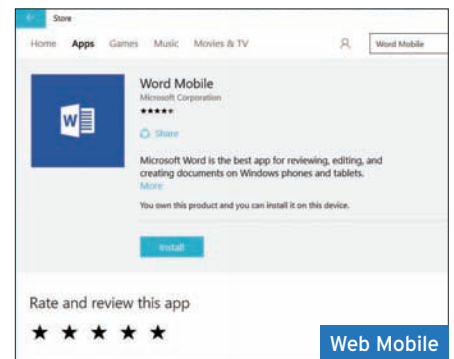 Store
Home Apps Games Music Movies & TV Word Mobile
Word Mobile
Microsoft Corporation
Share
Microsoft Word is the best app for reviewing, editing, and
creating documents on Windows phones and tablets.
More
You own this product and you can install it on this device.
Install
Rate and review this app
Web Mobile